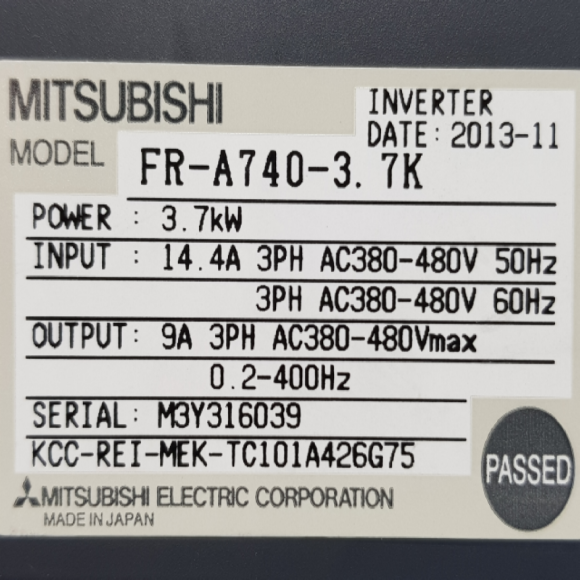 MITSUBISHI
INVERTER
MODEL FR-A740-3.7K
DATE: 2013-11
POWER : 3.7kW
INPUT : 14.4A 3PH AC380-480V 50Hz
3PH AC380-480V 60Hz
OUTPUT: 9A 3PH AC380-480Vmax
0.2-400Hz
SERIAL: M3Y316039
KCC-REI-MEK-TC101A426G75
PASSED
MITSUBISHI ELECTRIC CORPORATION
MADE IN JAPAN